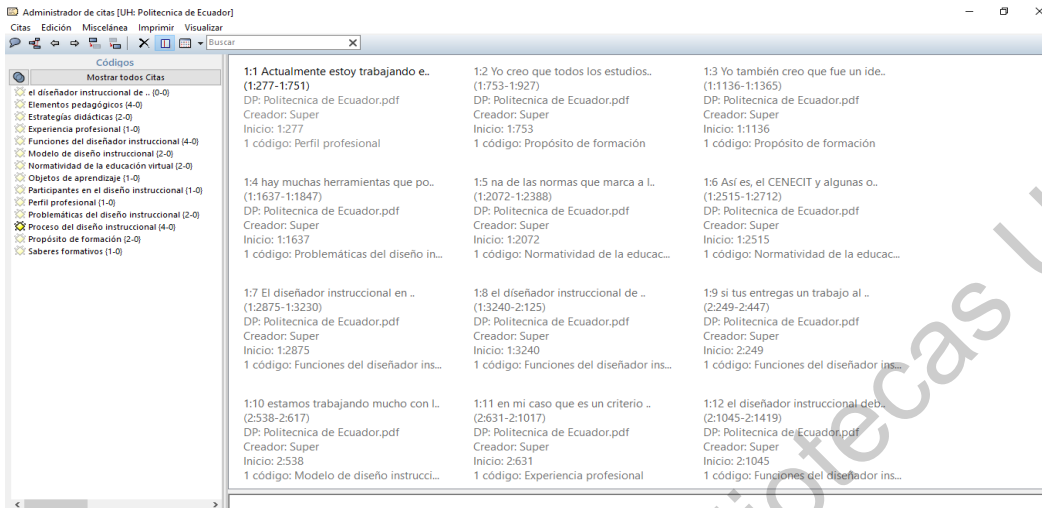 Administrador de citas [UH: Politecnica de Ecuador]
Citas Edición Miscelánea Imprimir Visualizar
Buscar
Códigos
Mostrar todos Citas
el díseñador instruccional de .. {0-0}
Elementos pedagógicos {4-0}
Estrategías didácticas {2-0}
Experiencia profesional {1-0}
Funciones del diseñador instruccional {4-0}
Modelo de diseño instruccional {2-0}
Normatividad de la educación virtual {2-0}
Objetos de aprendizaje {1-0}
Participantes en el diseño instruccional {1-0}
Perfil profesional {1-0}
Problemáticas del diseño instruccional {2-0}
Proceso del diseño instruccional {4-0}
Propósito de formación {2-0}
Saberes formativos {1-0}
1:1 Actualmente estoy trabajando e..
(1:277-1:751)
DP: Politecnica de Ecuador.pdf
Creador: Super
Inicio: 1:277
1 código: Perfil profesional
1:2 Yo creo que todos los estudios..
(1:753-1:927)
DP: Politecnica de Ecuador.pdf
Creador: Super
Inicio: 1:753
1 código: Propósito de formación
1:3 Yo también creo que fue un ide..
(1:1136-1:1365)
DP: Politecnica de Ecuador.pdf
Creador: Super
Inicio: 1:1136
1 código: Propósito de formación
1:4 hay muchas herramientas que po..
(1:1637-1:1847)
DP: Politecnica de Ecuador.pdf
Creador: Super
Inicio: 1:1637
1 código: Problemáticas del diseño in...
1:5 na de las normas que marca a l..
(1:2072-1:2388)
DP: Politecnica de Ecuador.pdf
Creador: Super
Inicio: 1:2072
1 código: Normatividad de la educac...
1:6 Así es, el CENECIT y algunas o..
(1:2515-1:2712)
DP: Politecnica de Ecuador.pdf
Creador: Super
Inicio: 1:2515
1 código: Normatividad de la educac...
1:7 El diseñador instruccional en ..
(1:2875-1:3230)
DP: Politecnica de Ecuador.pdf
Creador: Super
Inicio: 1:2875
1 código: Funciones del diseñador ins...
1:8 el díseñador instruccional de ..
(1:3240-2:125)
DP: Politecnica de Ecuador.pdf
Creador: Super
Inicio: 1:3240
1 código: Funciones del diseñador ins...
1:9 si tus entregas un trabajo al ..
(2:249-2:447)
DP: Politecnica de Ecuador.pdf
Creador: Super
Inicio: 2:249
1 código: Funciones del diseñador ins...
1:10 estamos trabajando mucho con l..
(2:538-2:617)
DP: Politecnica de Ecuador.pdf
Creador: Super
Inicio: 2:538
1 código: Modelo de diseño instrucci...
1:11 en mi caso que es un criterio ..
(2:631-2:1017)
DP: Politecnica de Ecuador.pdf
Creador: Super
Inicio: 2:631
1 código: Experiencia profesional
1:12 el diseñador instruccional deb..
(2:1045-2:1419)
DP: Politecnica de Ecuador.pdf
Creador: Super
Inicio: 2:1045
1 código: Funciones del diseñador ins...